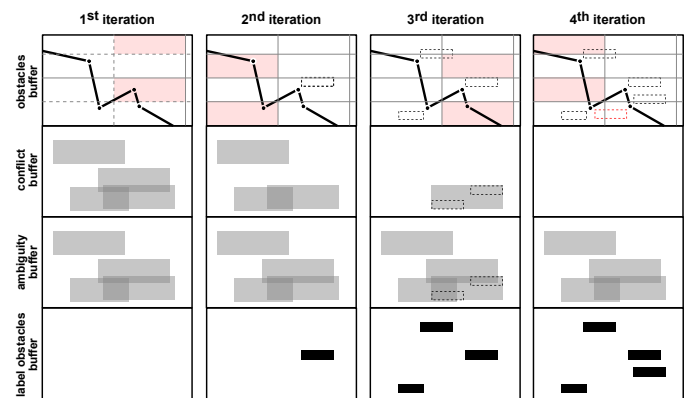 1st iteration
2nd iteration
3rd iteration
4th iteration
obstacles
buffer
conflict
buffer
ambiguity
buffer
label obstacles
buffer